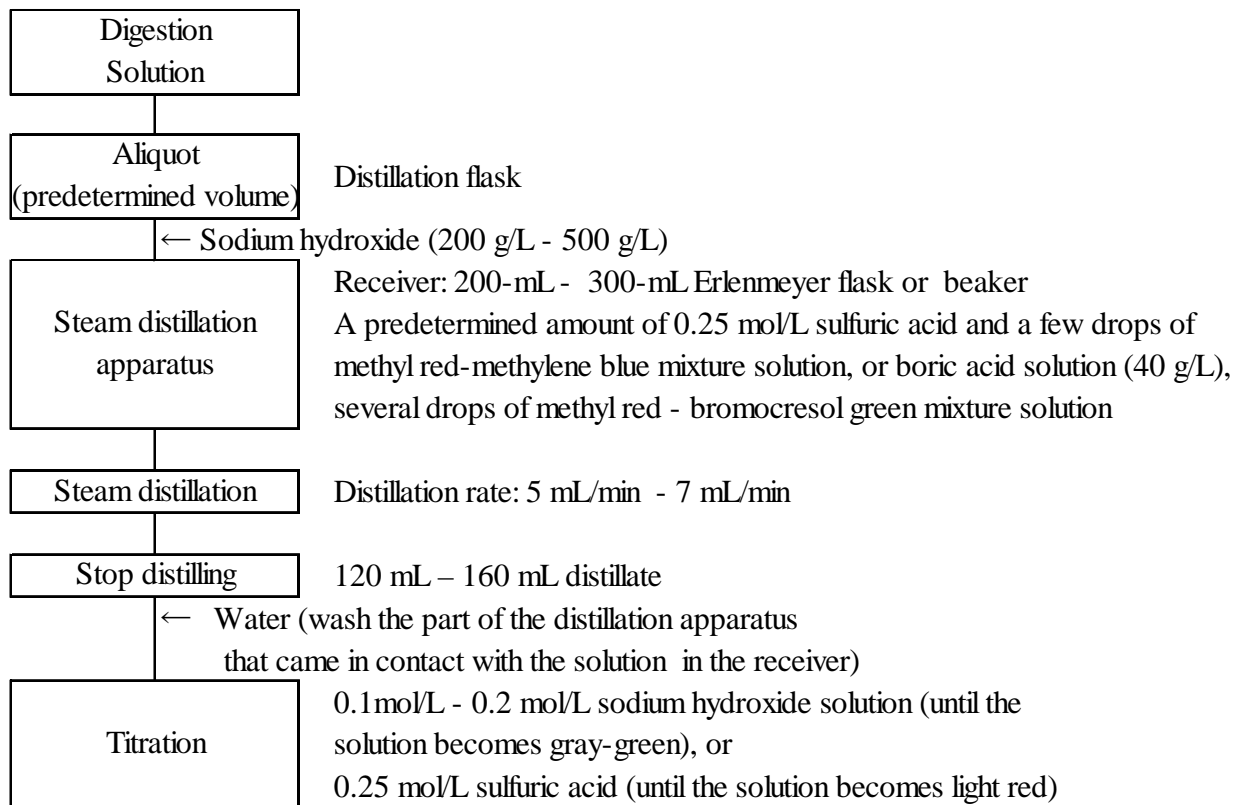 Digestion
Solution
Aliquot
(predetermined volume)
Distillation flask
← Sodium hydroxide (200 g/L - 500 g/L)
Steam distillation
apparatus
Receiver: 200-mL - 300-mL Erlenmeyer flask or beaker
A predetermined amount of 0.25 mol/L sulfuric acid and a few drops of
methyl red-methylene blue mixture solution, or boric acid solution (40 g/L),
several drops of methyl red - bromocresol green mixture solution
Steam distillation
Distillation rate: 5 mL/min - 7 mL/min
Stop distilling
120 mL – 160 mL distillate
← Water (wash the part of the distillation apparatus
that came in contact with the solution in the receiver)
Titration
0.1mol/L - 0.2 mol/L sodium hydroxide solution (until the
solution becomes gray-green), or
0.25 mol/L sulfuric acid (until the solution becomes light red)